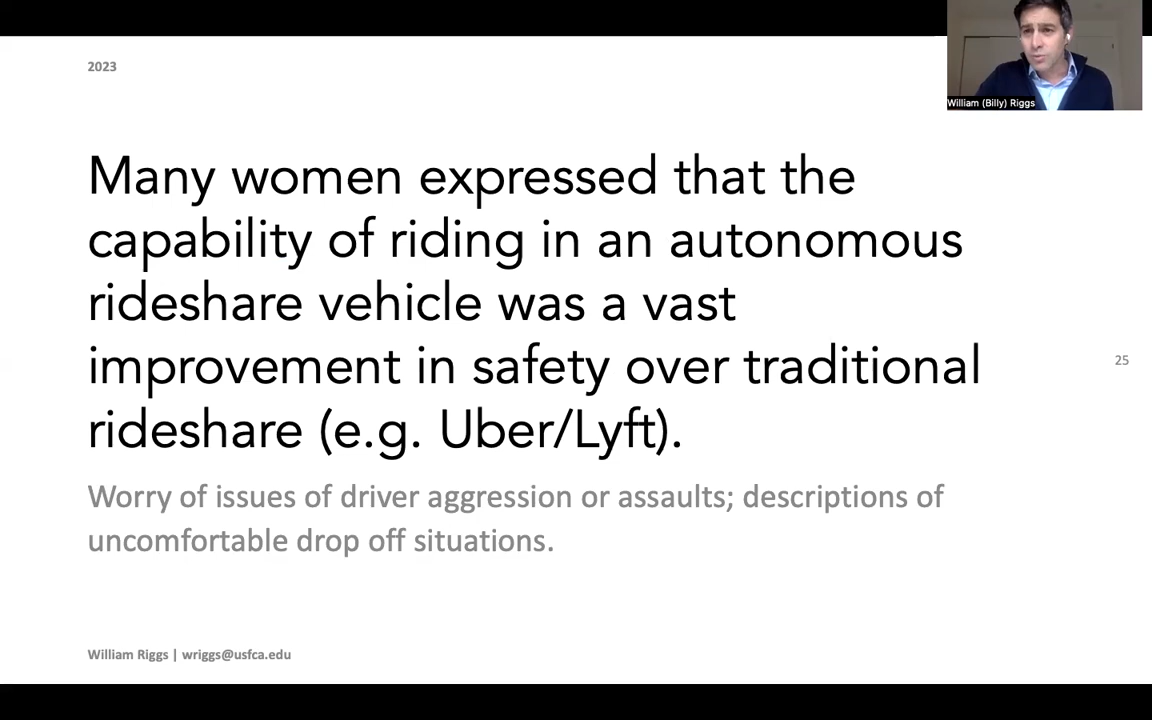 2023
William (Billy) Riggs
Many women expressed that the
capability of riding in an autonomous
rideshare vehicle was a vast
improvement in safety over traditional
rideshare (e.g. Uber/Lyft).
25
Worry of issues of driver aggression or assaults; descriptions of
uncomfortable drop off situations.
William Riggs | wriggs@usfca.edu